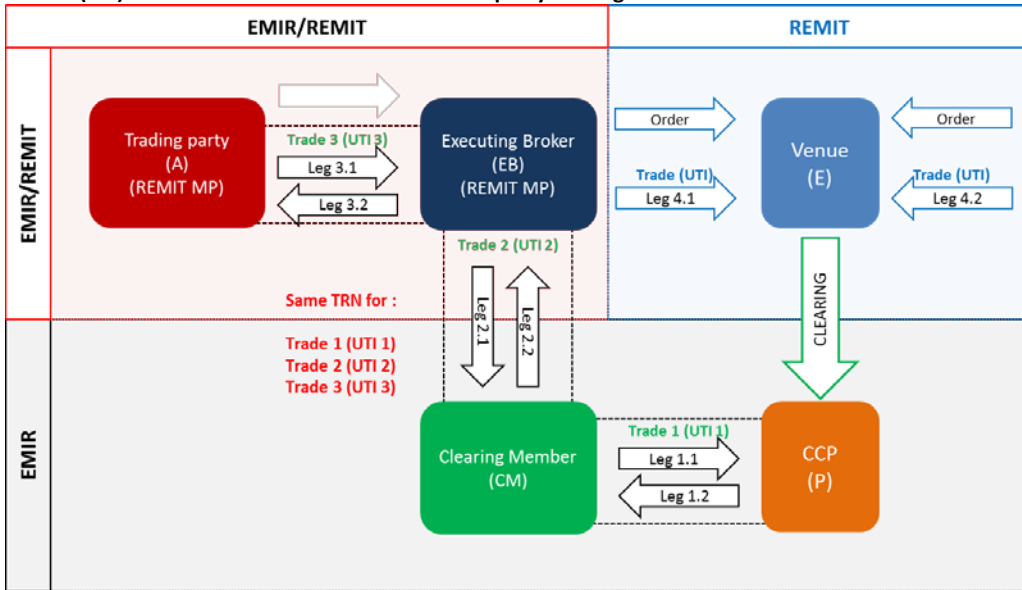 EMIR/REMIT
REMIT
EMIR/REMIT
Trading party
(A)
(REMIT MP)
Trade 3 (UTI 3)
Leg 3.1
Leg 3.2
Executing Broker
(EB)
(REMIT MP)
Order
Trade (UTI)
Leg 4.1
Venue
(E)
Order
Trade (UTI)
Leg 4.2
Trade 2 (UTI 2)
Leg 2.1
Leg 2.2
CLEARING
Same TRN for :
Trade 1 (UTI 1)
Trade 2 (UTI 2)
Trade 3 (UTI 3)
EMIR
Clearing Member
(CM)
Trade 1 (UTI 1)
Leg 1.1
Leg 1.2
CCP
(P)